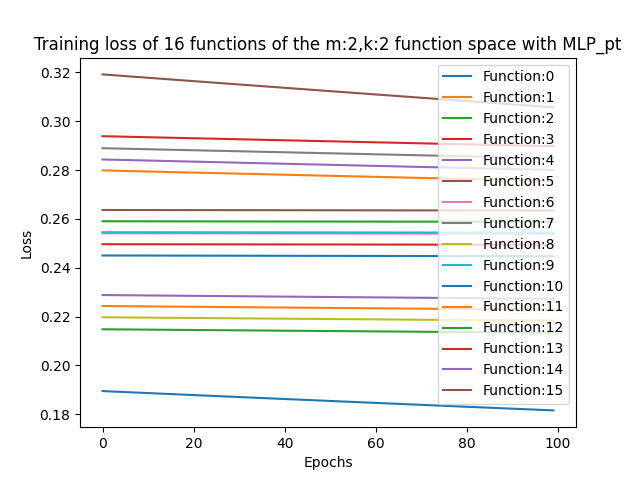 Training loss of 16 functions of the m:2,k:2 function space with MLP_pt
Loss
0.32
0.30
0.28
0.26
0.24
0.22
0.20
0.18
Function:0
Function:1
Function:2
Function:3
Function:4
Function:5
Function:6
Function:7
Function:8
Function:9
Function:10
Function:11
Function:12
Function:13
Function:14
Function:15
0 20 40 60 80 100
Epochs